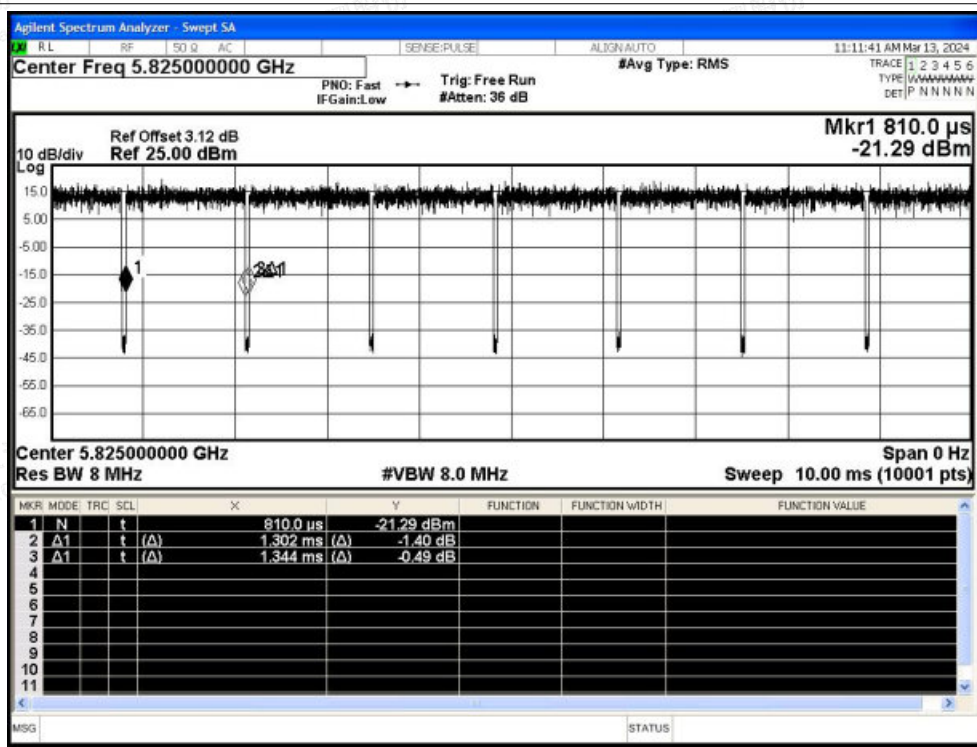 Agilent Spectrum Analyzer - Swept SA
RL RF 50 Ω AC SENSE:PULSE ALIGN AUTO 11:11:41 AM Mar 13, 2024
Center Freq 5.825000000 GHz #Avg Type: RMS TRACE 1 2 3 4 5 6
PNO: Fast Trig: Free Run TYPE
IFGain:Low #Atten: 36 dB DET P N N N N N
Mkr1 810.0 µs
Ref Offset 3.12 dB
10 dB/div Ref 25.00 dBm -21.29 dBm
Log
15.0
5.00
-5.00
1
-15.0
-25.0
-35.0
-45.0
-55.0
-65.0
Center 5.825000000 GHz Span 0 Hz
Res BW 8 MHz #VBW 8.0 MHz Sweep 10.00 ms (10001 pts)
MKR MODE TRC SCL X Y FUNCTION FUNCTION WIDTH FUNCTION VALUE
1 N t 810.0 µs -21.29 dBm
2 Δ1 t (Δ) 1.302 ms (Δ) -1.40 dB
3 Δ1 t (Δ) 1.344 ms (Δ) -0.49 dB
4
5
6
7
8
9
10
11
MSG STATUS